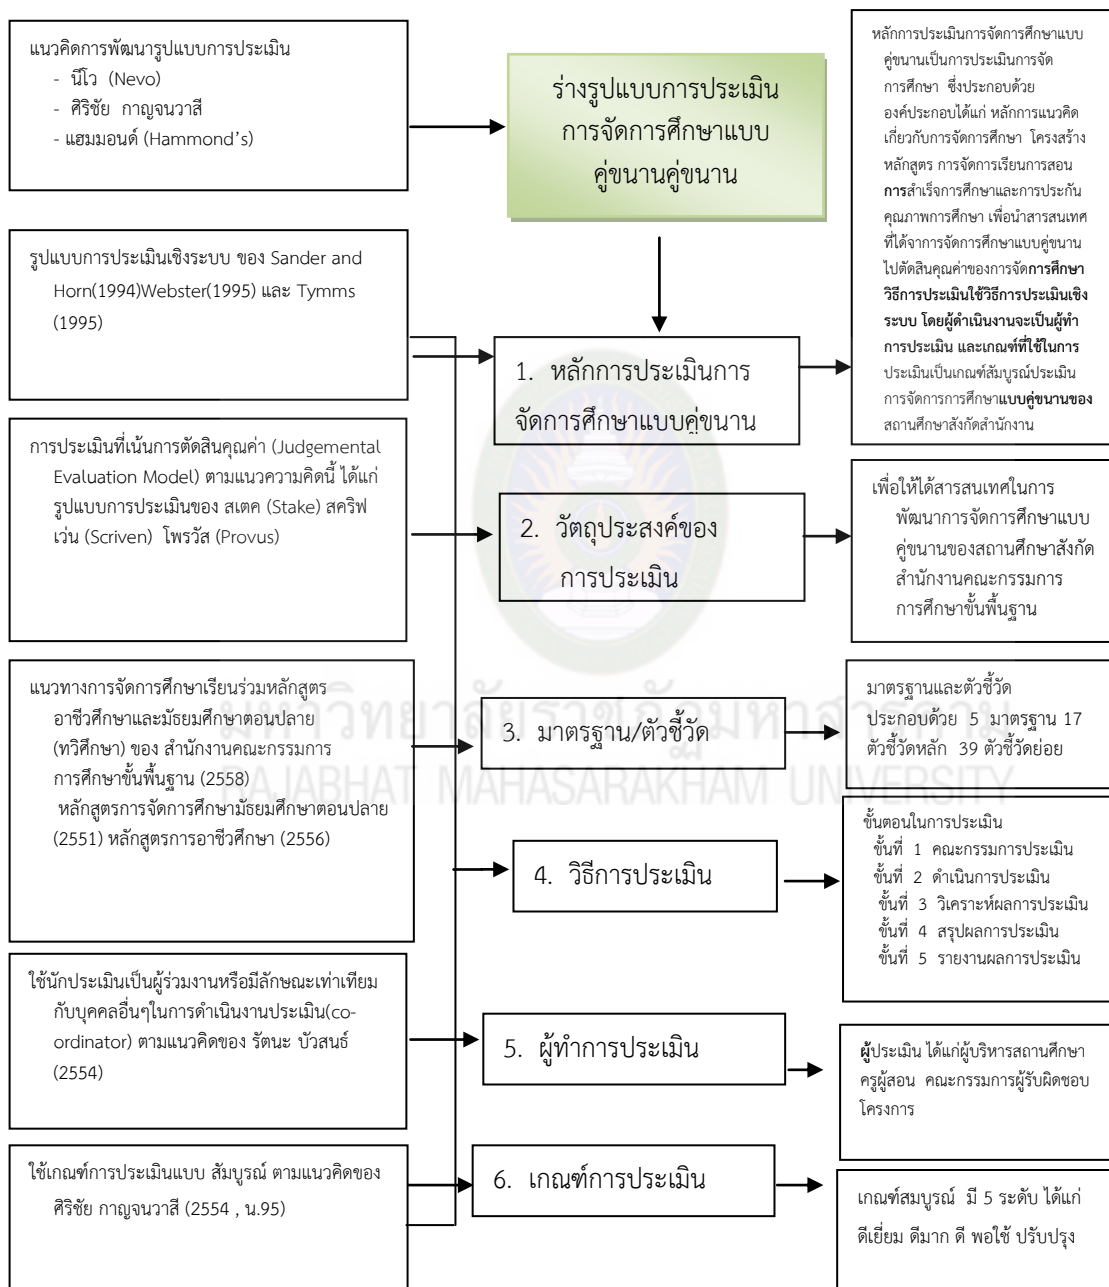 แนวคิดการพัฒนารูปแบบการประเมิน
- นีโว (Nevo)
- ศิริชัย กาญจนวาสี
- แฮมมอนด์ (Hammond's)
ร่างรูปแบบการประเมิน
การจัดการศึกษาแบบ
คู่ขนานคู่ขนาน
หลักการประเมินการจัดการศึกษาแบบ
คู่ขนานเป็นการประเมินการจัด
การศึกษา ซึ่งประกอบด้วย
องค์ประกอบได้แก่ หลักการแนวคิด
เกี่ยวกับการจัดการศึกษา โครงสร้าง
หลักสูตร การจัดการเรียนการสอน
การสำเร็จการศึกษาและการประกัน
คุณภาพการศึกษา เพื่อนำสารสนเทศ
ที่ได้จาการจัดการศึกษาแบบคู่ขนาน
ไปตัดสินคุณค่าของการจัดการศึกษา
วิธีการประเมินใช้วิธีการประเมินเชิง
ระบบ โดยผู้ดำเนินงานจะเป็นผู้ทำ
การประเมิน และเกณฑ์ที่ใช้ในการ
ประเมินเป็นเกณฑ์สัมบูรณ์ประเมิน
การจัดการการศึกษาแบบคู่ขนานของ
สถานศึกษาสังกัดสำนักงาน
รูปแบบการประเมินเชิงระบบ ของ Sander and
Horn(1994)Webster(1995) และ Tymms
(1995)
1. หลักการประเมินการ
จัดการศึกษาแบบคู่ขนาน
การประเมินที่เน้นการตัดสินคุณค่า (Judgemental
Evaluation Model) ตามแนวความคิดนี้ ได้แก่
รูปแบบการประเมินของ สเตค (Stake) สคริฟ
เว่น (Scriven) โพรวัส (Provus)
2. วัตถุประสงค์ของ
การประเมิน
เพื่อให้ได้สารสนเทศในการ
พัฒนาการจัดการศึกษาแบบ
คู่ขนานของสถานศึกษาสังกัด
สำนักงานคณะกรรมการ
การศึกษาขั้นพื้นฐาน
แนวทางการจัดการศึกษาเรียนร่วมหลักสูตร
อาชีวศึกษาและมัธยมศึกษาตอนปลาย
(ทวิศึกษา) ของ สำนักงานคณะกรรมการ
การศึกษาขั้นพื้นฐาน (2558)
หลักสูตรการจัดการศึกษามัธยมศึกษาตอนปลาย
(2551) หลักสูตรการอาชีวศึกษา (2556)
3. มาตรฐาน/ตัวชี้วัด
มาตรฐานและตัวชี้วัด
ประกอบด้วย 5 มาตรฐาน 17
ตัวชี้วัดหลัก 39 ตัวชี้วัดย่อย
มหาวิทยาลัยราชภัฏมหาสารคาม
RAJABHAT MAHASARAKHAM UNIVERSITY
4. วิธีการประเมิน
ขั้นตอนในการประเมิน
ขั้นที่ 1 คณะกรรมการประเมิน
ขั้นที่ 2 ดำเนินการประเมิน
ขั้นที่ 3 วิเคราะห์ผลการประเมิน
ขั้นที่ 4 สรุปผลการประเมิน
ขั้นที่ 5 รายงานผลการประเมิน
ใช้นักประเมินเป็นผู้ร่วมงานหรือมีลักษณะเท่าเทียม
กับบุคคลอื่นๆในการดำเนินงานประเมิน(co-
ordinator) ตามแนวคิดของ รัตนะ บัวสนธ์
(2554)
5. ผู้ทำการประเมิน
ผู้ประเมิน ได้แก่ผู้บริหารสถานศึกษา
ครูผู้สอน คณะกรรมการผู้รับผิดชอบ
โครงการ
ใช้เกณฑ์การประเมินแบบ สัมบูรณ์ ตามแนวคิดของ
ศิริชัย กาญจนวาสี (2554 , น.95)
6. เกณฑ์การประเมิน
เกณฑ์สมบูรณ์ มี 5 ระดับ ได้แก่
ดีเยี่ยม ดีมาก ดี พอใช้ ปรับปรุง